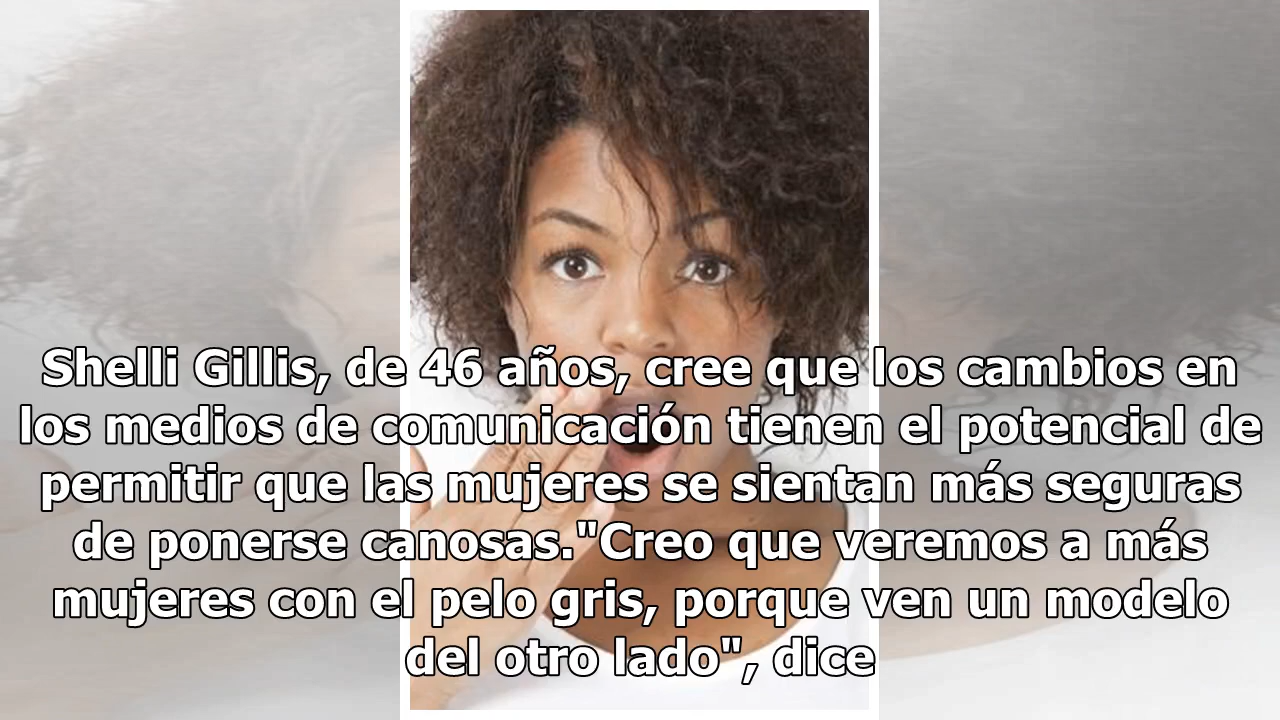 Shelli Gillis, de 46 años, cree que los cambios en
los medios de comunicación tienen el potencial de
permitir que las mujeres se sientan más seguras
de ponerse canosas."Creo que veremos a más
mujeres con el pelo gris, porque ven un modelo
del otro lado", dice